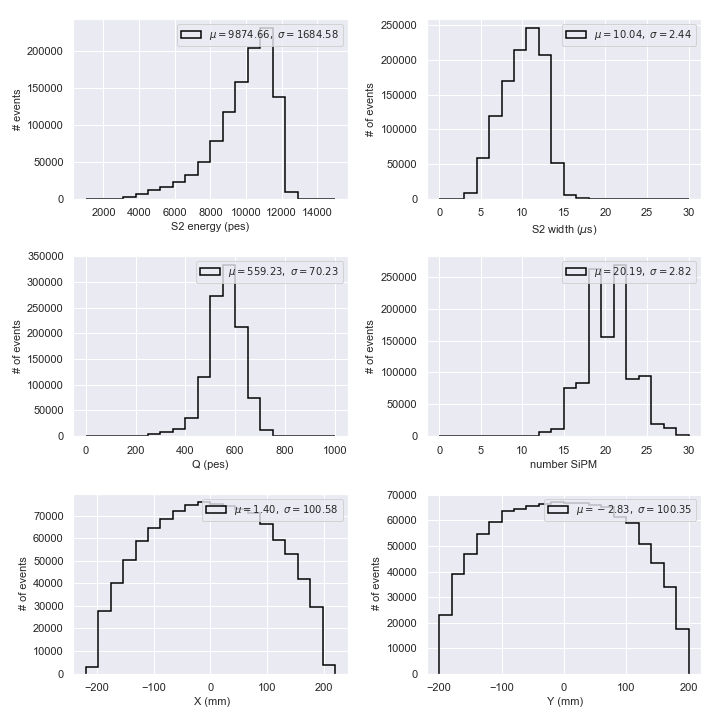 μ = 9874.66, σ = 1684.58
# events
200000
150000
100000
50000
0
2000 4000 6000 8000 10000 12000 14000
S2 energy (pes)
μ = 10.04, σ = 2.44
# of events
250000
200000
150000
100000
50000
0
0 5 10 15 20 25 30
S2 width (μs)
μ = 559.23, σ = 70.23
# of events
350000
300000
250000
200000
150000
100000
50000
0
0 200 400 600 800 1000
Q (pes)
μ = 20.19, σ = 2.82
# of events
250000
200000
150000
100000
50000
0
0 5 10 15 20 25 30
number SiPM
μ = 1.40, σ = 100.58
# of events
70000
60000
50000
40000
30000
20000
10000
0
−200 −100 0 100 200
X (mm)
μ = −2.83, σ = 100.35
# of events
70000
60000
50000
40000
30000
20000
10000
0
−200 −100 0 100 200
Y (mm)